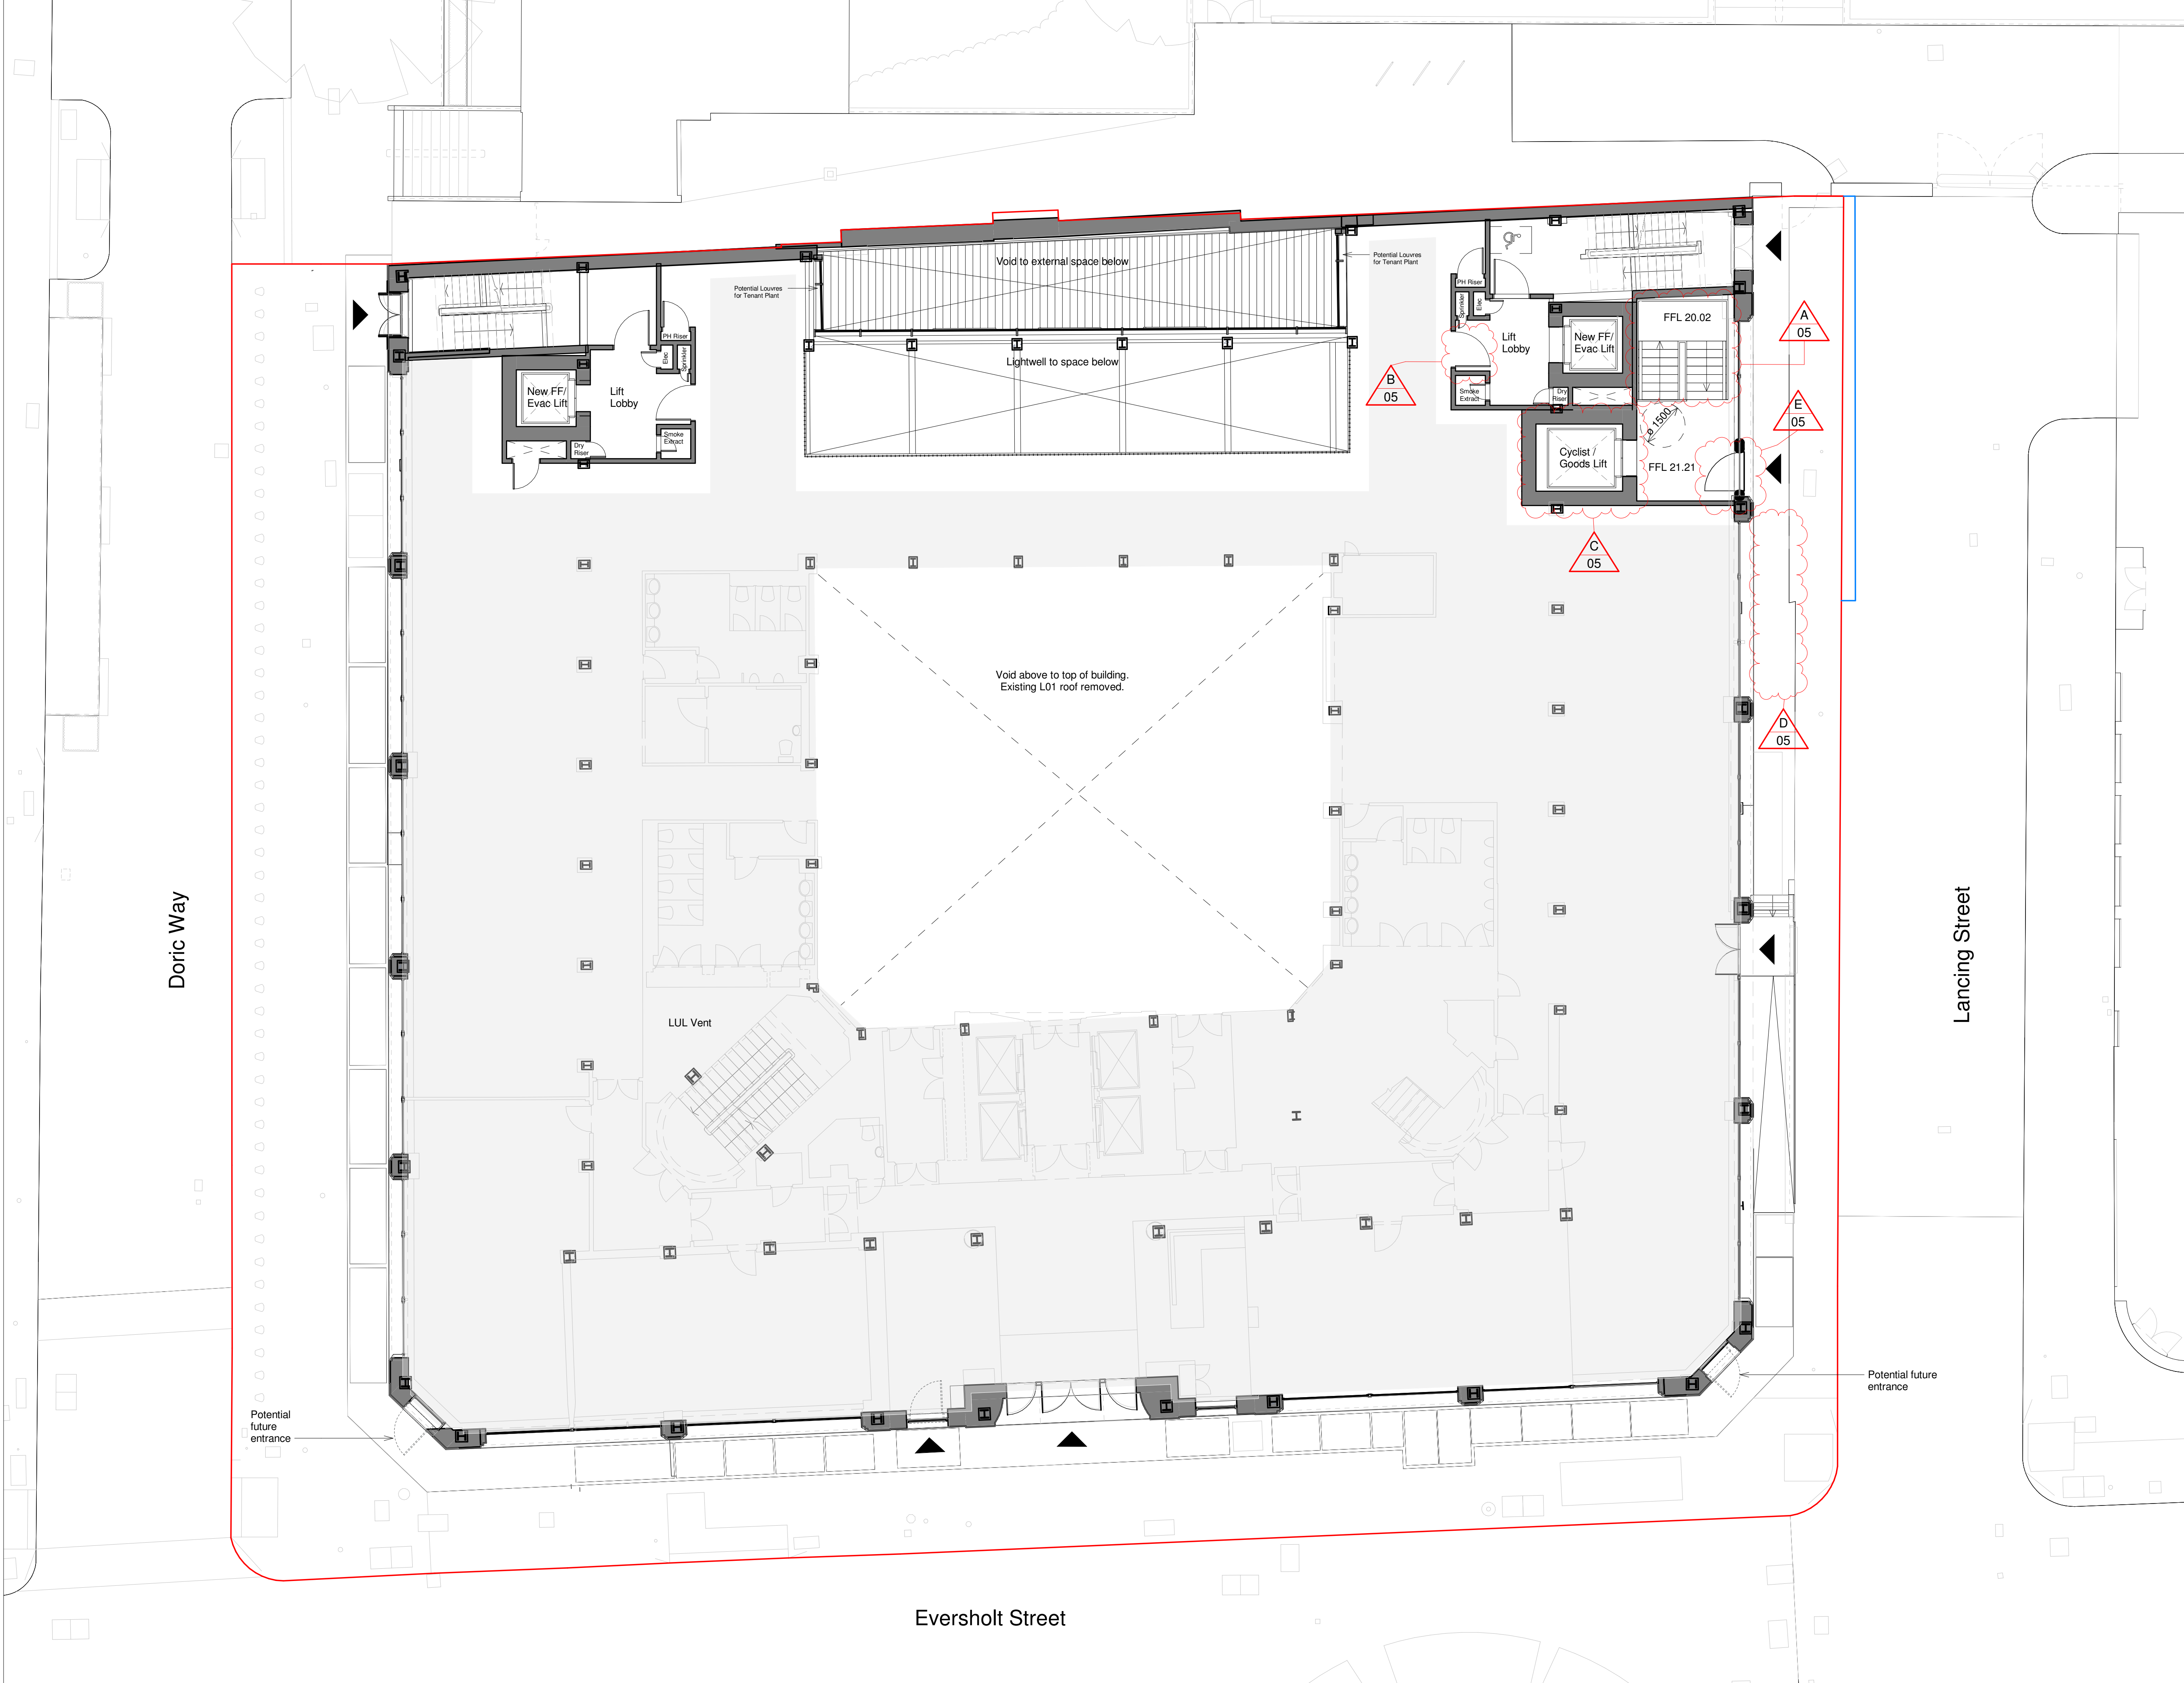 Void to external space below
Potential Louvres
for Tenant Plant
Potential Louvres
for Tenant Plant
Lightwell to space below
PH Riser
Elec
Sprinkler
New FF/
Evac Lift
Lift
Lobby
Dry
Riser
Smoke
Extract
PH Riser
Sprinkler
Elec
Lift
Lobby
New FF/
Evac Lift
FFL 20.02
Smoke
Extract
Dry
Riser
Cyclist /
Goods Lift
ø 1500
FFL 21.21
A
05
B
05
E
05
C
05
D
05
Void above to top of building.
Existing L01 roof removed.
LUL Vent
Doric Way
Lancing Street
Potential
future
entrance
Potential future
entrance
Eversholt Street